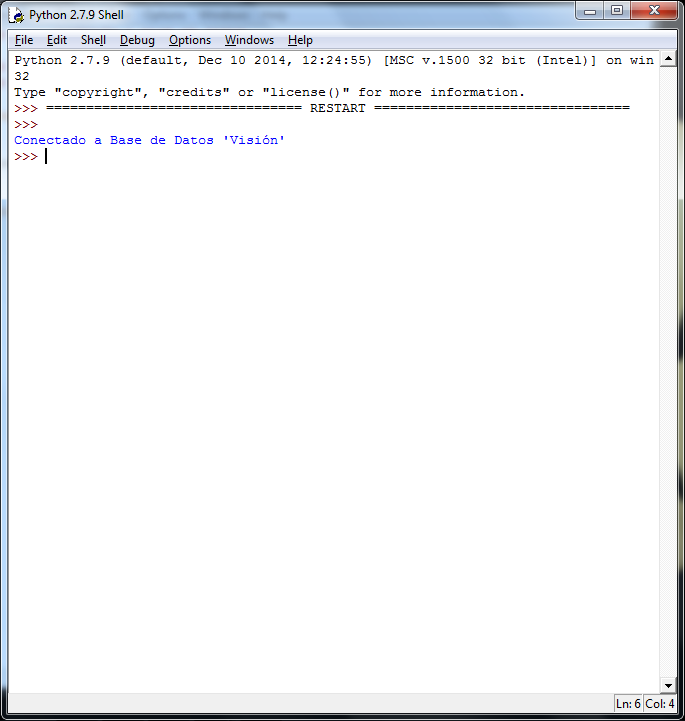 Python 2.7.9 Shell
File Edit Shell Debug Options Windows Help
Python 2.7.9 (default, Dec 10 2014, 12:24:55) [MSC v.1500 32 bit (Intel)] on win
32
Type "copyright", "credits" or "license()" for more information.
>>> ================================ RESTART ================================
>>>
Conectado a Base de Datos 'Visión'
>>>
Ln: 6 Col: 4